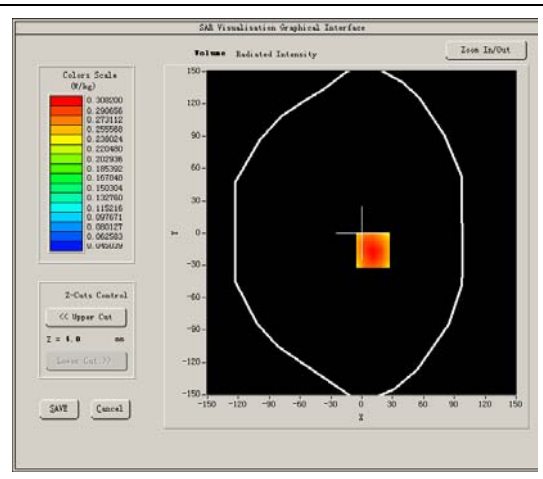 SAR Visualisation Graphical Interface
Volume Radiated Intensity
Zoom In/Out
Colors Scale
(W/kg)
0.308200
0.290656
0.273112
0.255568
0.238024
0.220480
0.202936
0.185392
0.167848
0.150304
0.132760
0.115216
0.097671
0.080127
0.062583
0.045039
150
120
90
60
30
0
-30
-60
-90
-120
-150
Y
-150 -120 -90 -60 -30 0 30 60 90 120 150
X
Z-Cuts Control
<< Upper Cut
Z = 4.0 mm
Lower Cut >>
SAVE Cancel